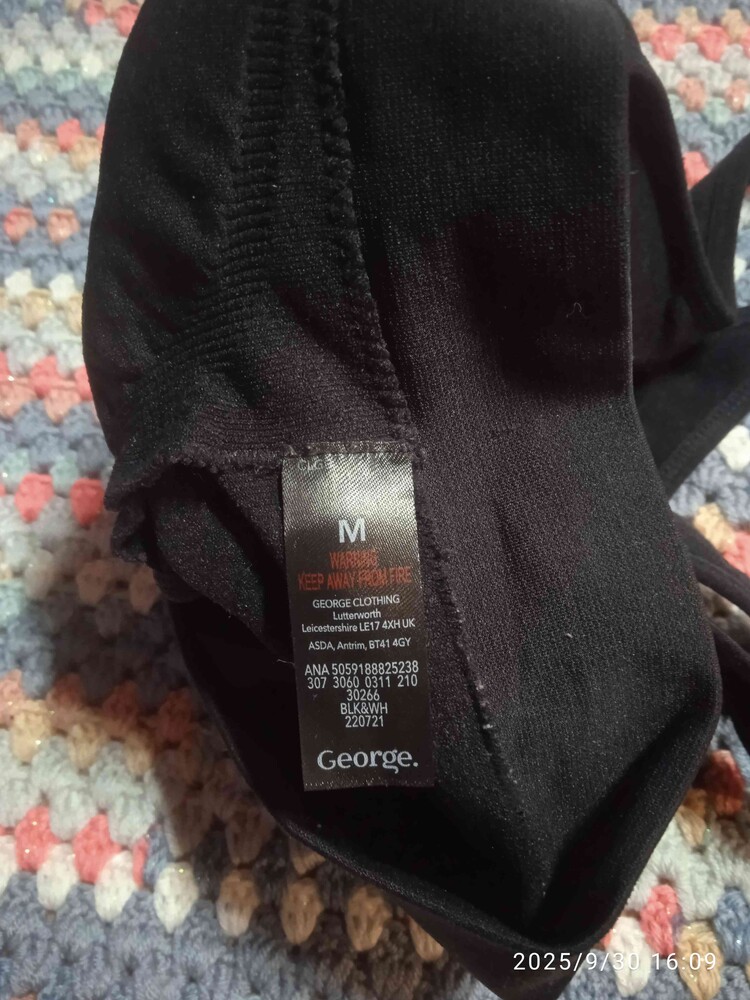 M
WARNING
KEEP AWAY FROM FIRE
GEORGE CLOTHING
Lutterworth
Leicestershire LE17 4XH UK
ASDA, Antrim, BT41 4GY
ANA 5059188825238
307 3060 0311 210
30266
BLK&WH
220721
George.
2025/9/30 16:09